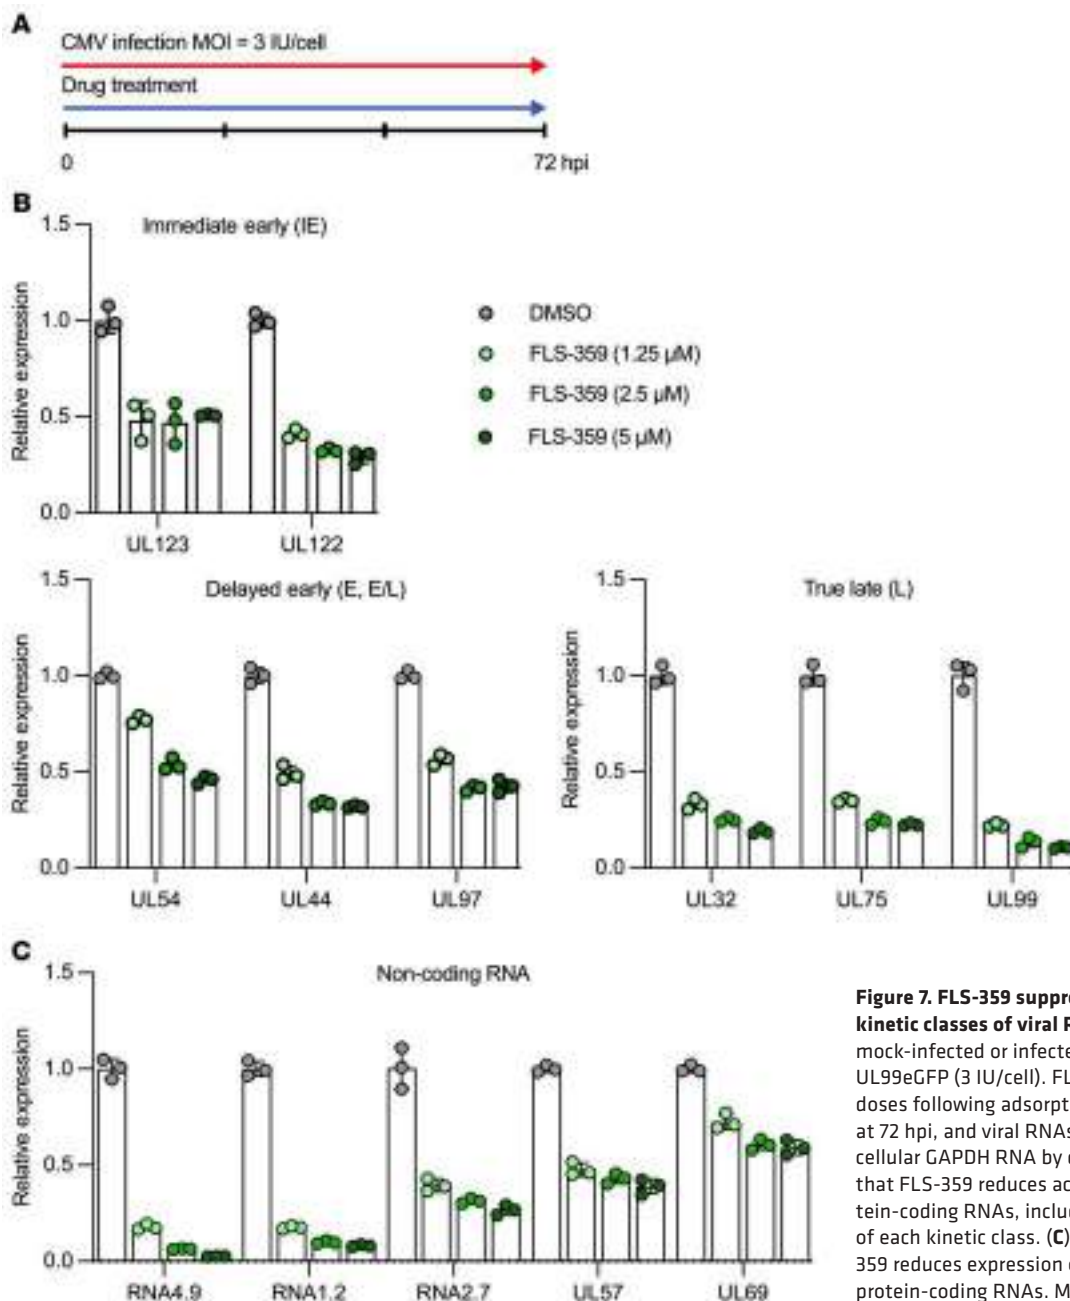 A
CMV infection MOI = 3 IU/cell
Drug treatment
0
72 hpi
B
Immediate early (IE)
1.5
1.0
0.5
0.0
Relative expression
UL123
UL122
DMSO
FLS-359 (1.25 µM)
FLS-359 (2.5 µM)
FLS-359 (5 µM)
Delayed early (E, E/L)
1.5
1.0
0.5
0.0
Relative expression
UL54
UL44
UL97
True late (L)
1.5
1.0
0.5
0.0
Relative expression
UL32
UL75
UL99
C
Non-coding RNA
1.5
1.0
0.5
0.0
Relative expression
RNA4.9
RNA1.2
RNA2.7
UL57
UL69
Figure 7. FLS-359 suppre
kinetic classes of viral
mock-infected or infecte
UL99eGFP (3 IU/cell). FL
doses following adsorpt
at 72 hpi, and viral RNAs
cellular GAPDH RNA by
that FLS-359 reduces ac
tein-coding RNAs, includ
of each kinetic class. (C)
359 reduces expression
protein-coding RNAs. M